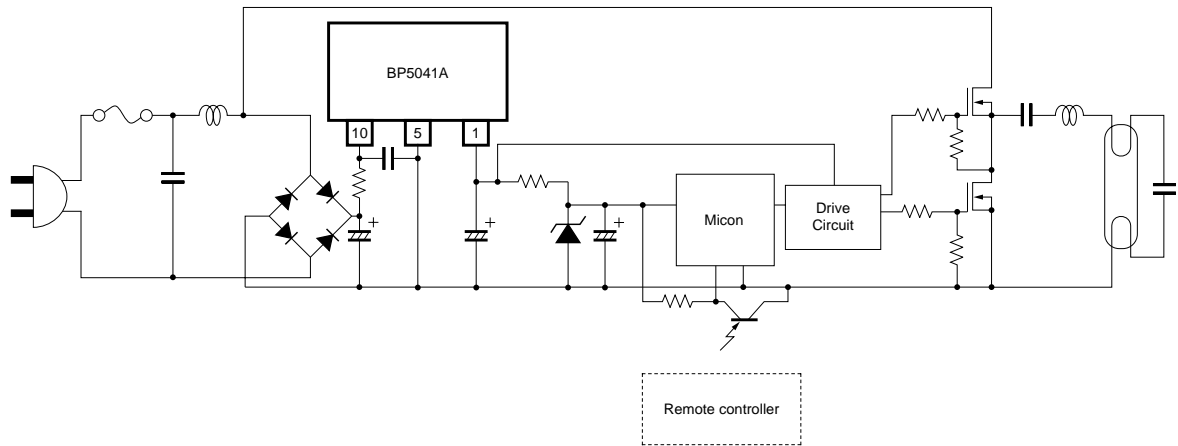 BP5041A
10
5
1
+
+
+
Micon
Drive
Circuit
Remote controller